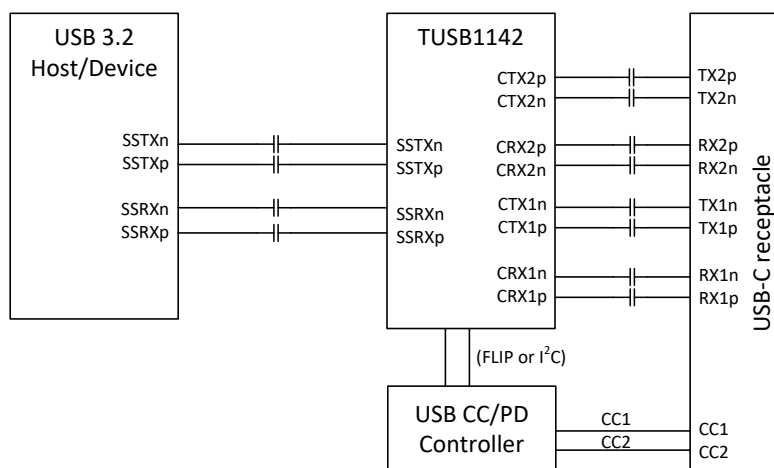 USB 3.2
Host/Device
SSTXn
SSTXp
SSRXn
SSRXp
TUSB1142
SSTXn
SSTXp
SSRXn
SSRXp
CTX2p
CTX2n
CRX2p
CRX2n
CTX1n
CTX1p
CRX1n
CRX1p
TX2p
TX2n
RX2p
RX2n
TX1n
TX1p
RX1n
RX1p
USB-C receptacle
(FLIP or I²C)
USB CC/PD
Controller
CC1
CC2
CC1
CC2